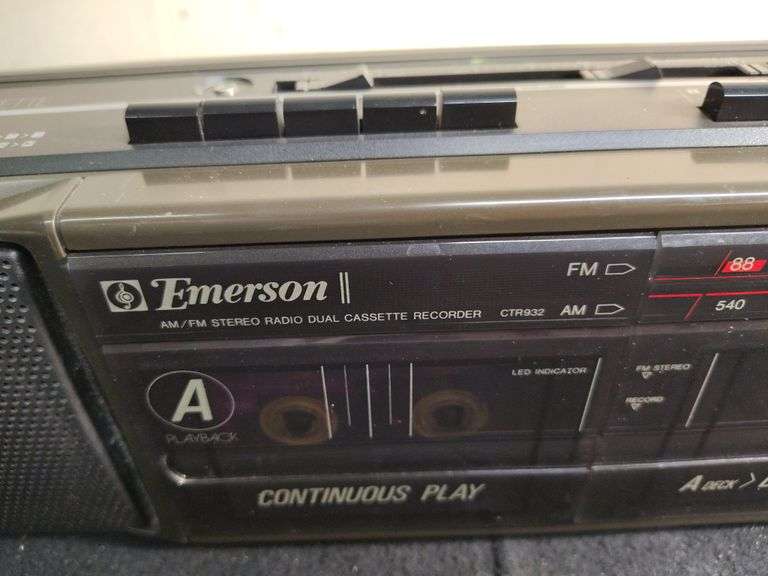 Emerson
AM/FM STEREO RADIO DUAL CASSETTE RECORDER CTR932
FM 88
AM 540
A
PLAYBACK
LED INDICATOR
FM STEREO
RECORD
CONTINUOUS PLAY
A DECK >